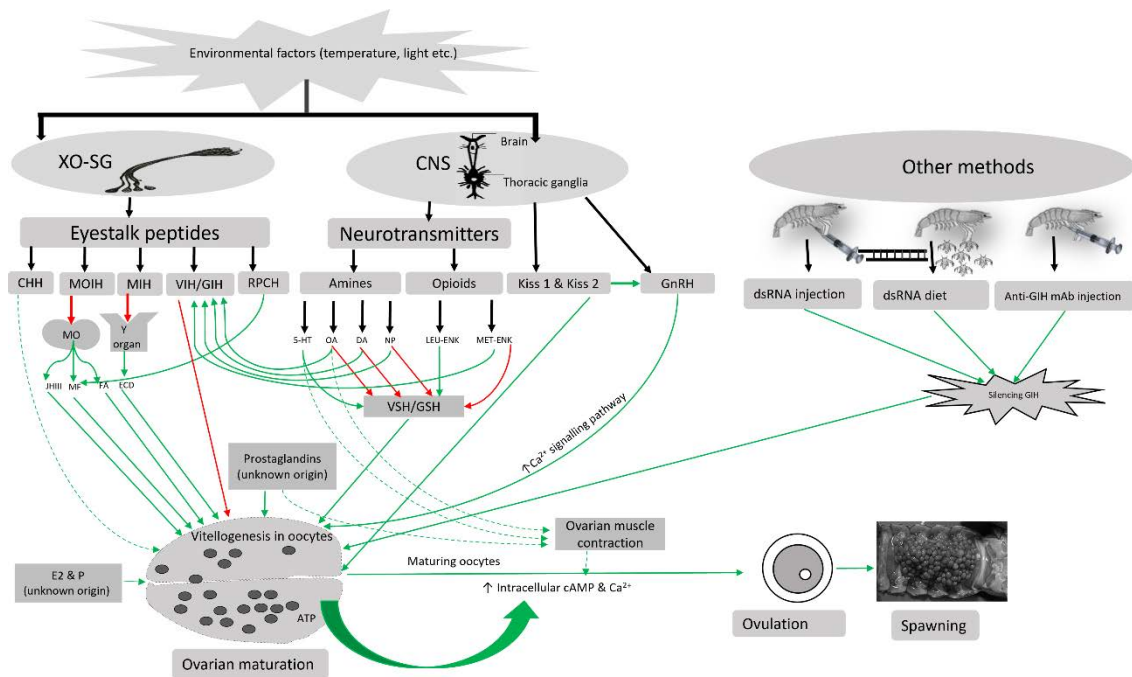 Environmental factors (temperature, light etc.)
XO-SG
CNS
Brain
Thoracic ganglia
Other methods
Eyestalk peptides
Neurotransmitters
CHH
MOIH
MIH
VIH/GIH
RPCH
Amines
Opioids
Kiss 1 & Kiss 2
GnRH
dsRNA injection
dsRNA diet
Anti-GIH mAb injection
MO
Y
organ
5-HT
OA
DA
NP
LEU-ENK
MET-ENK
JHIII
MF
FA
ECD
VSH/GSH
Silencing GIH
↑Ca²⁺ signalling pathway
Prostaglandins
(unknown origin)
Vitellogenesis in oocytes
Ovarian muscle
contraction
E2 & P
(unknown origin)
Maturing oocytes
↑ Intracellular cAMP & Ca²⁺
ATP
Ovarian maturation
Ovulation
Spawning